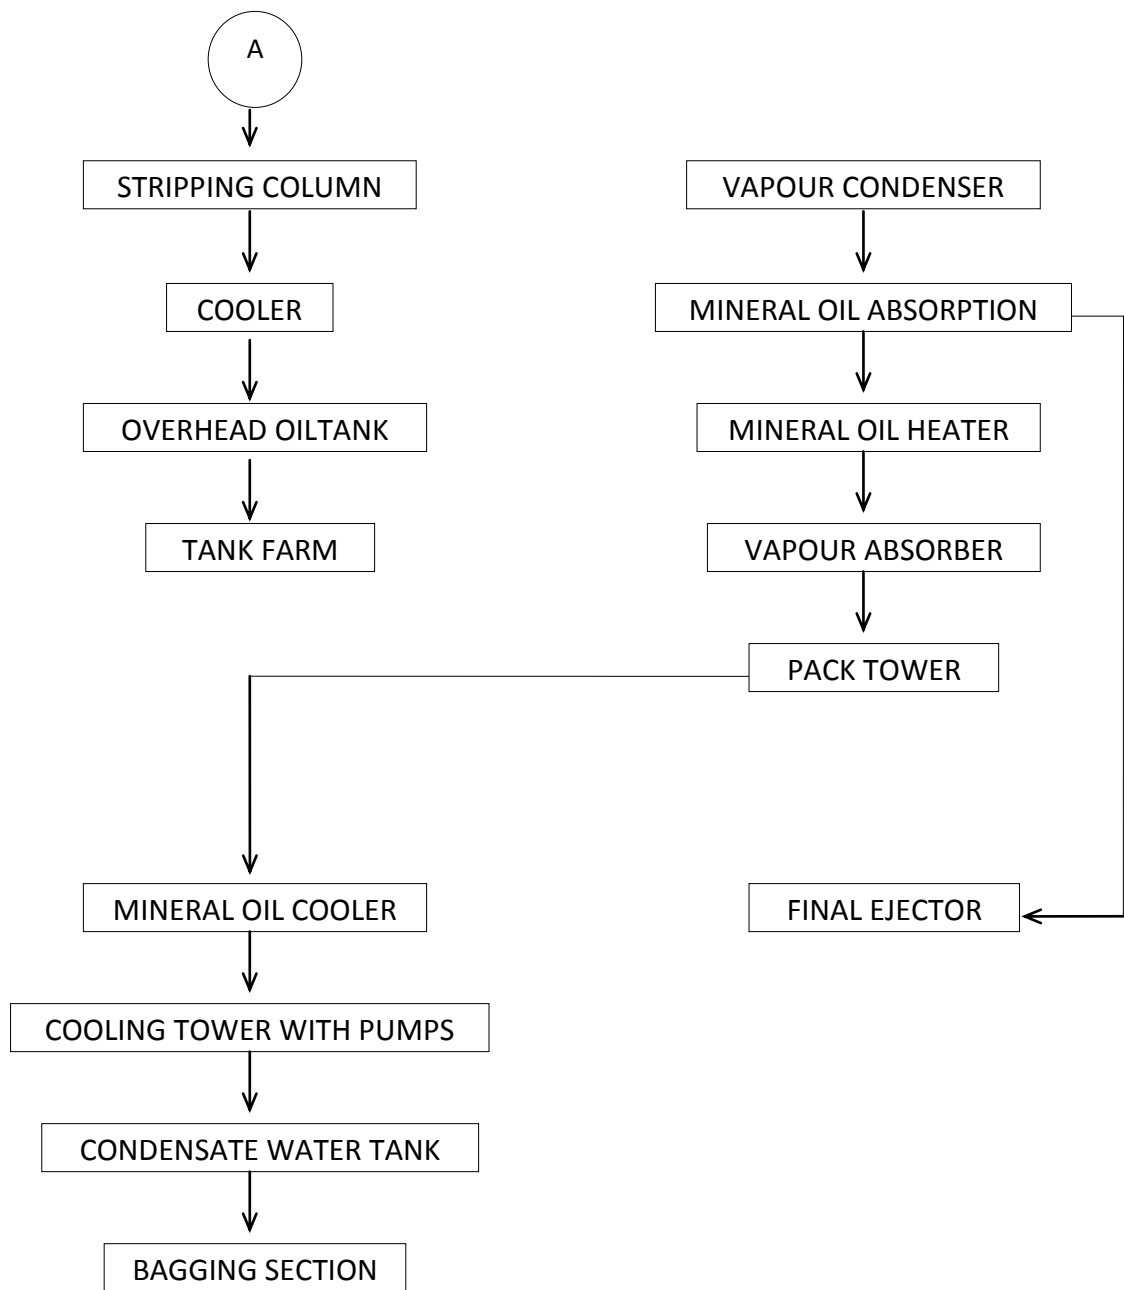 A
STRIPPING COLUMN
VAPOUR CONDENSER
COOLER
MINERAL OIL ABSORPTION
OVERHEAD OILTANK
MINERAL OIL HEATER
TANK FARM
VAPOUR ABSORBER
PACK TOWER
MINERAL OIL COOLER
FINAL EJECTOR
COOLING TOWER WITH PUMPS
CONDENSATE WATER TANK
BAGGING SECTION